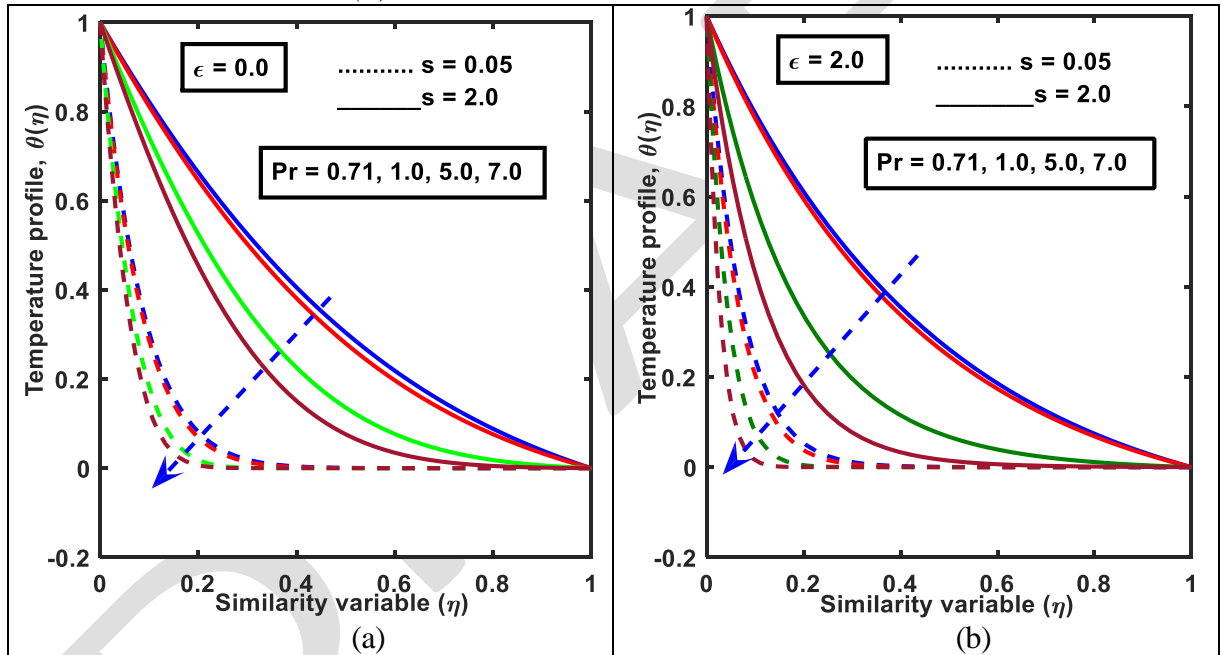 ϵ = 0.0
........... s = 0.05
________s = 2.0
Pr = 0.71, 1.0, 5.0, 7.0
Temperature profile, θ(η)
1
0.8
0.6
0.4
0.2
0
-0.2
0
0.2
0.4
0.6
0.8
1
Similarity variable (η)
(a)
ϵ = 2.0
........... s = 0.05
________s = 2.0
Pr = 0.71, 1.0, 5.0, 7.0
Temperature profile, θ(η)
1
0.8
0.6
0.4
0.2
0
-0.2
0
0.2
0.4
0.6
0.8
1
Similarity variable (η)
(b)